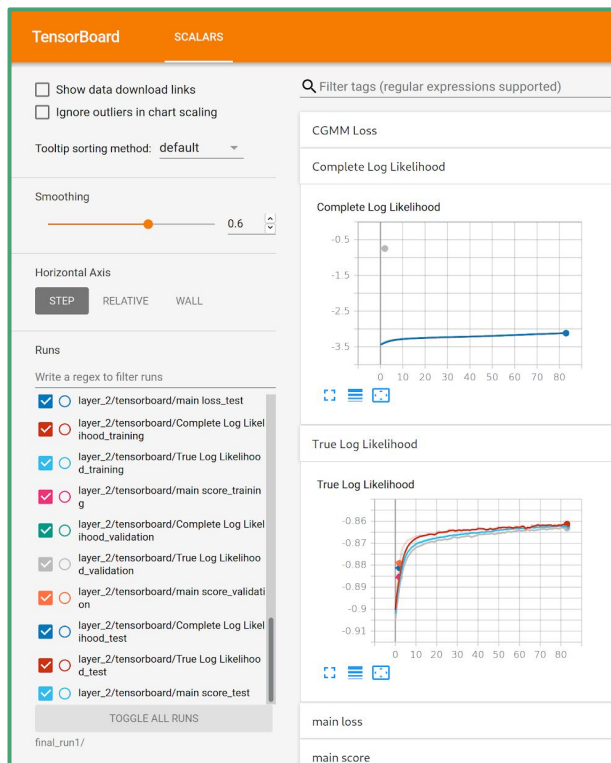 TensorBoard
SCALARS
Show data download links
Ignore outliers in chart scaling
Tooltip sorting method: default
Smoothing
0.6
Horizontal Axis
STEP RELATIVE WALL
Runs
Write a regex to filter runs
layer_2/tensorboard/main loss_test
layer_2/tensorboard/Complete Log Likel
ihood_training
layer_2/tensorboard/True Log Likelihoo
d_training
layer_2/tensorboard/main score_trainin
g
layer_2/tensorboard/Complete Log Likel
ihood_validation
layer_2/tensorboard/True Log Likelihoo
d_validation
layer_2/tensorboard/main score_validati
on
layer_2/tensorboard/Complete Log Likel
ihood_test
layer_2/tensorboard/True Log Likelihoo
d_test
layer_2/tensorboard/main score_test
TOGGLE ALL RUNS
final_run1/
Filter tags (regular expressions supported)
CGMM Loss
Complete Log Likelihood
Complete Log Likelihood
-0.5
-1.5
-2.5
-3.5
0 10 20 30 40 50 60 70 80
True Log Likelihood
True Log Likelihood
-0.86
-0.87
-0.88
-0.89
-0.9
-0.91
0 10 20 30 40 50 60 70 80
main loss
main score